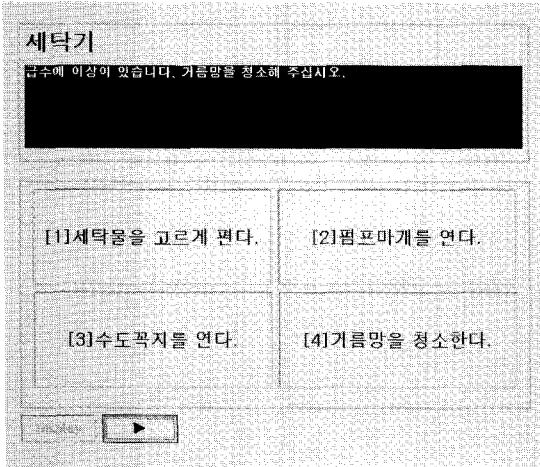 세탁기
급수에 이상이 있습니다. 거름망을 청소해 주십시오.
[1]세탁물을 고르게 편다.
[2]펌프마개를 연다.
[3]수도꼭지를 연다.
[4]거름망을 청소한다.